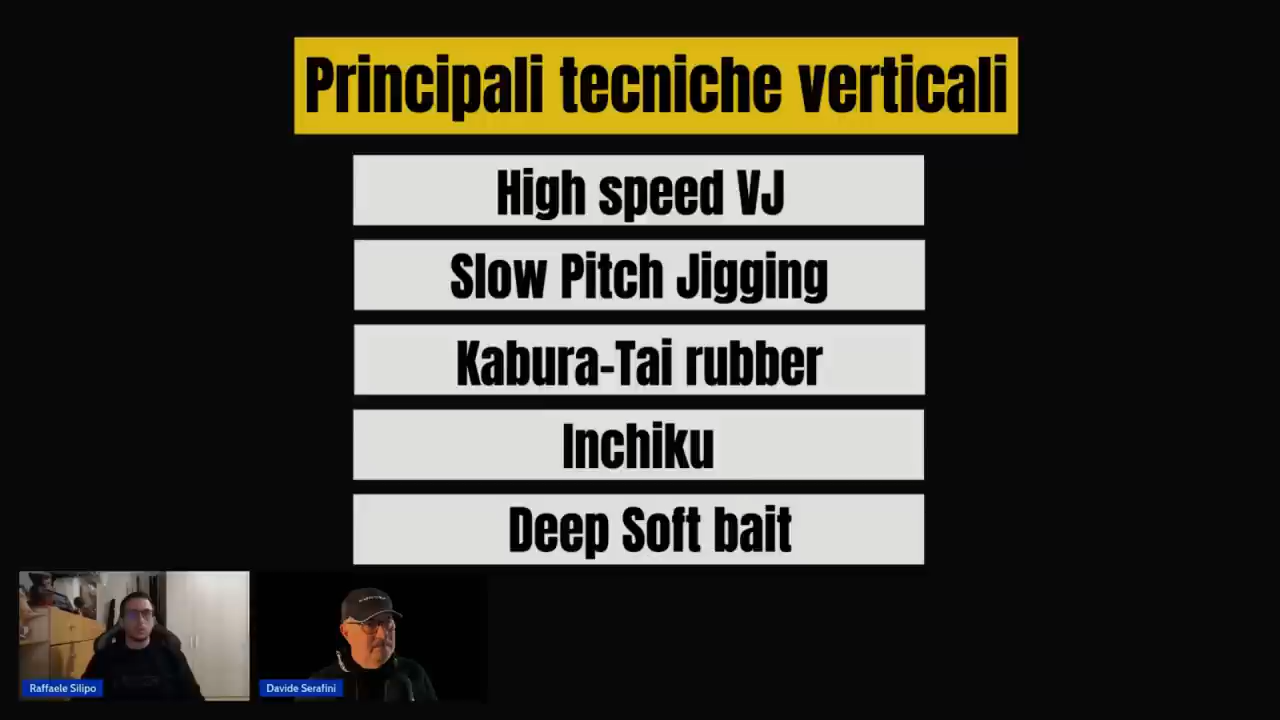 Principali tecniche verticali
High speed VJ
Slow Pitch Jigging
Kabura-Tai rubber
Inchiku
Deep Soft bait
Raffaele Silipo
Davide Serafini